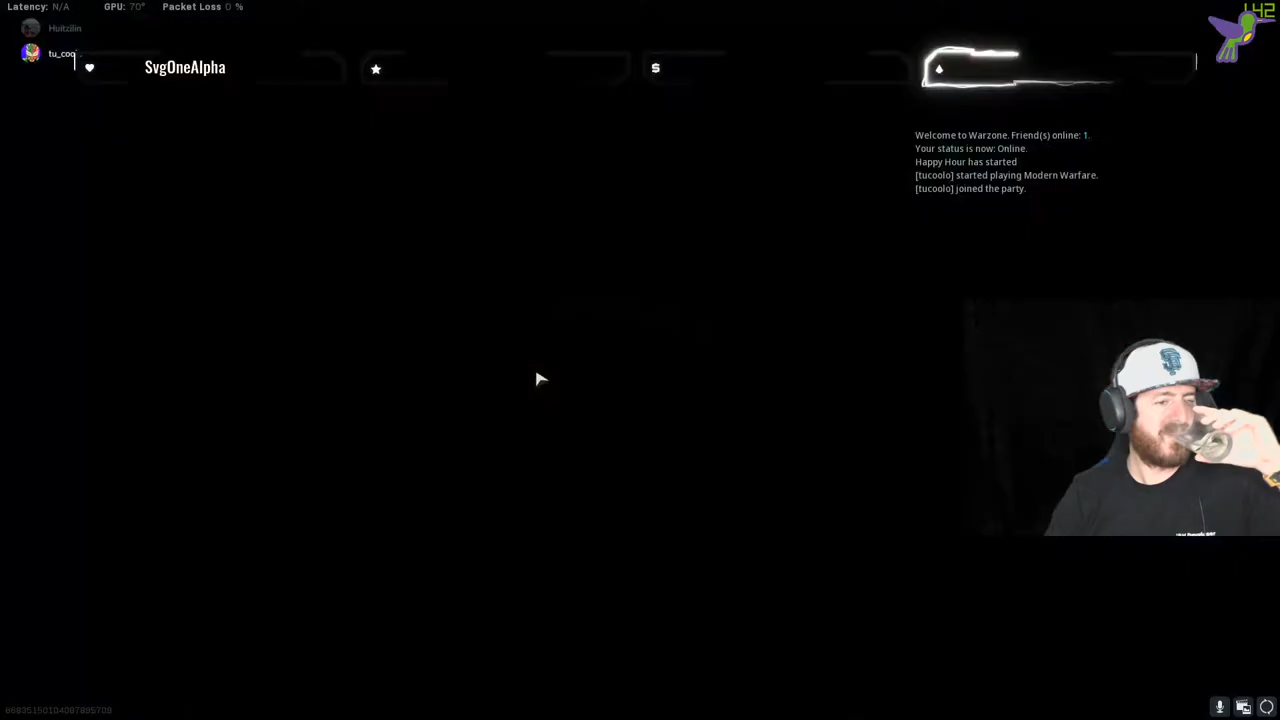 Latency: N/A GPU: 70° Packet Loss 0 %
142
Huitzilin
tu_coo
SvgOneAlpha
Welcome to Warzone. Friend(s) online: 1.
Your status is now: Online.
Happy Hour has started
[tucoolo] started playing Modern Warfare.
[tucoolo] joined the party.